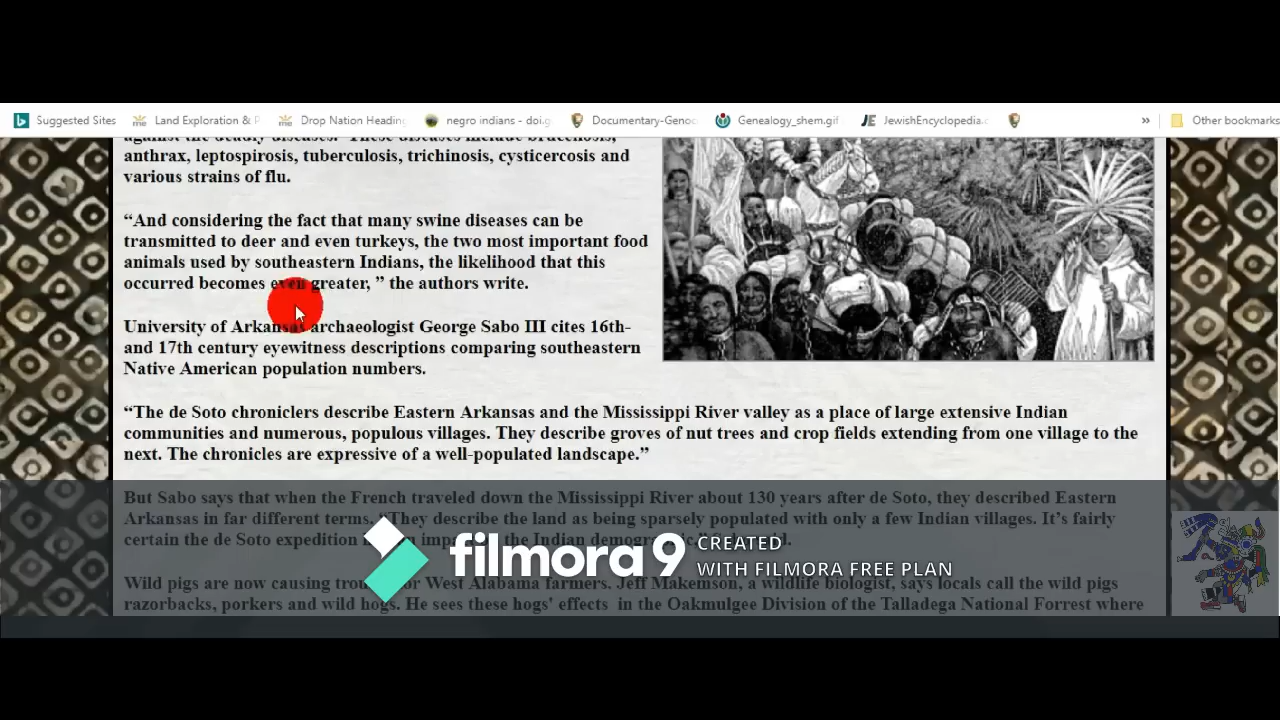 Suggested Sites
Land Exploration & P
Drop Nation Heading
negro indians - doi.g
Documentary-Genoc
Genealogy_shem.gif
JewishEncyclopedia.c
»
Other bookmarks
against the deadly diseases. These diseases include brucellosis,
anthrax, leptospirosis, tuberculosis, trichinosis, cysticercosis and
various strains of flu.
“And considering the fact that many swine diseases can be
transmitted to deer and even turkeys, the two most important food
animals used by southeastern Indians, the likelihood that this
occurred becomes even greater, ” the authors write.
University of Arkansas archaeologist George Sabo III cites 16th-
and 17th century eyewitness descriptions comparing southeastern
Native American population numbers.
“The de Soto chroniclers describe Eastern Arkansas and the Mississippi River valley as a place of large extensive Indian
communities and numerous, populous villages. They describe groves of nut trees and crop fields extending from one village to the
next. The chronicles are expressive of a well-populated landscape.”
But Sabo says that when the French traveled down the Mississippi River about 130 years after de Soto, they described Eastern
Arkansas in far different terms. “They describe the land as being sparsely populated with only a few Indian villages. It’s fairly
certain the de Soto expedition the Indian
filmora9
CREATED
WITH FILMORA FREE PLAN
Wild pigs are now causing West Alabama farmers. Jeff Makemson, a wildlife biologist, says locals call the wild pigs
razorbacks, porkers and wild hogs. He sees these hogs' effects in the Oakmulgee Division of the Talladega National Forrest where